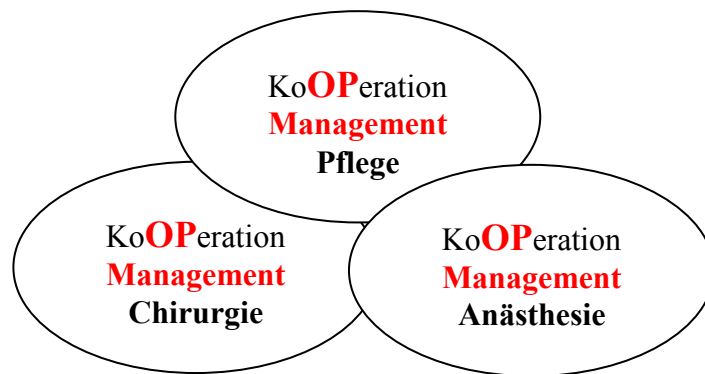 KoOPeration
Management
Pflege
KoOPeration
Management
Chirurgie
KoOPeration
Management
Anästhesie